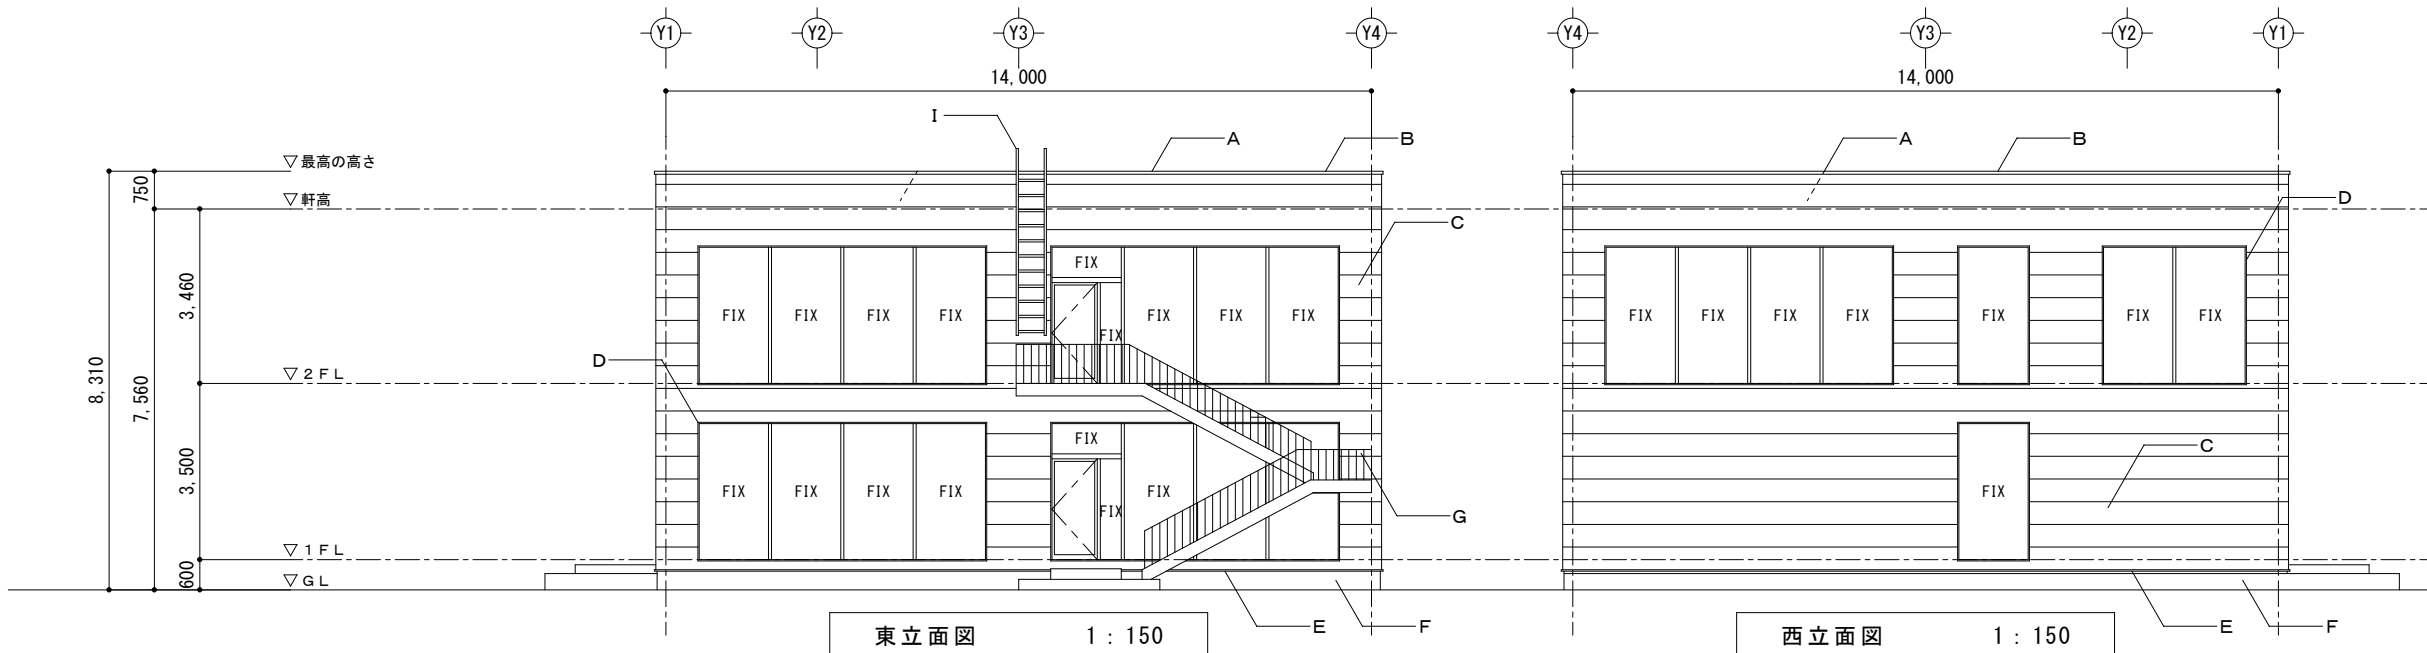 Y1 Y2 Y3 Y4 Y4 Y3 Y2 Y1
14,000 14,000
I A B A B
▽最高の高さ
750
▽軒高
D
C
FIX
3,460
FIX FIX FIX FIX FIX FIX FIX FIX FIX FIX FIX FIX FIX FIX FIX
FIX
D
▽2FL
8,310
7,560
FIX
C
3,500
FIX FIX FIX FIX FIX FIX
FIX
G
▽1FL
600
▽GL
E F E F
東立面図 1:150 西立面図 1:150